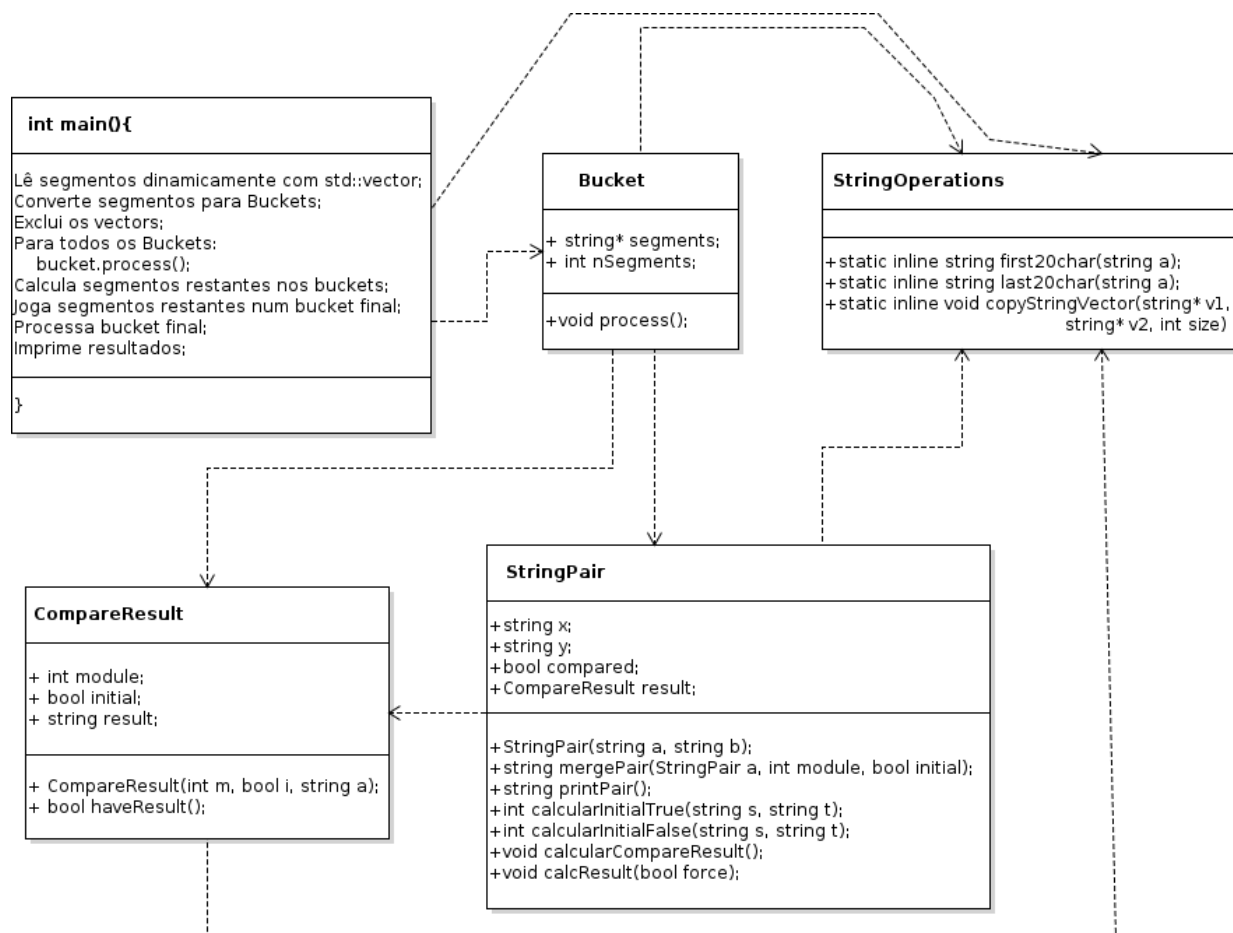 int main(){
Lê segmentos dinamicamente com std::vector;
Converte segmentos para Buckets;
Exclui os vectors;
Para todos os Buckets:
bucket.process();
Calcula segmentos restantes nos buckets;
Joga segmentos restantes num bucket final;
Processa bucket final;
Imprime resultados;
}
Bucket
+ string* segments;
+ int nSegments;
+void process();
StringOperations
+static inline string first20char(string a);
+static inline string last20char(string a);
+static inline void copyStringVector(string* v1,
string* v2, int size)
CompareResult
+ int module;
+ bool initial;
+ string result;
+ CompareResult(int m, bool i, string a);
+ bool haveResult();
StringPair
+string x;
+string y;
+bool compared;
+CompareResult result;
+StringPair(string a, string b);
+string mergePair(StringPair a, int module, bool initial);
+string printPair();
+int calcularInitialTrue(string s, string t);
+int calcularInitialFalse(string s, string t);
+void calcularCompareResult();
+void calcResult(bool force);